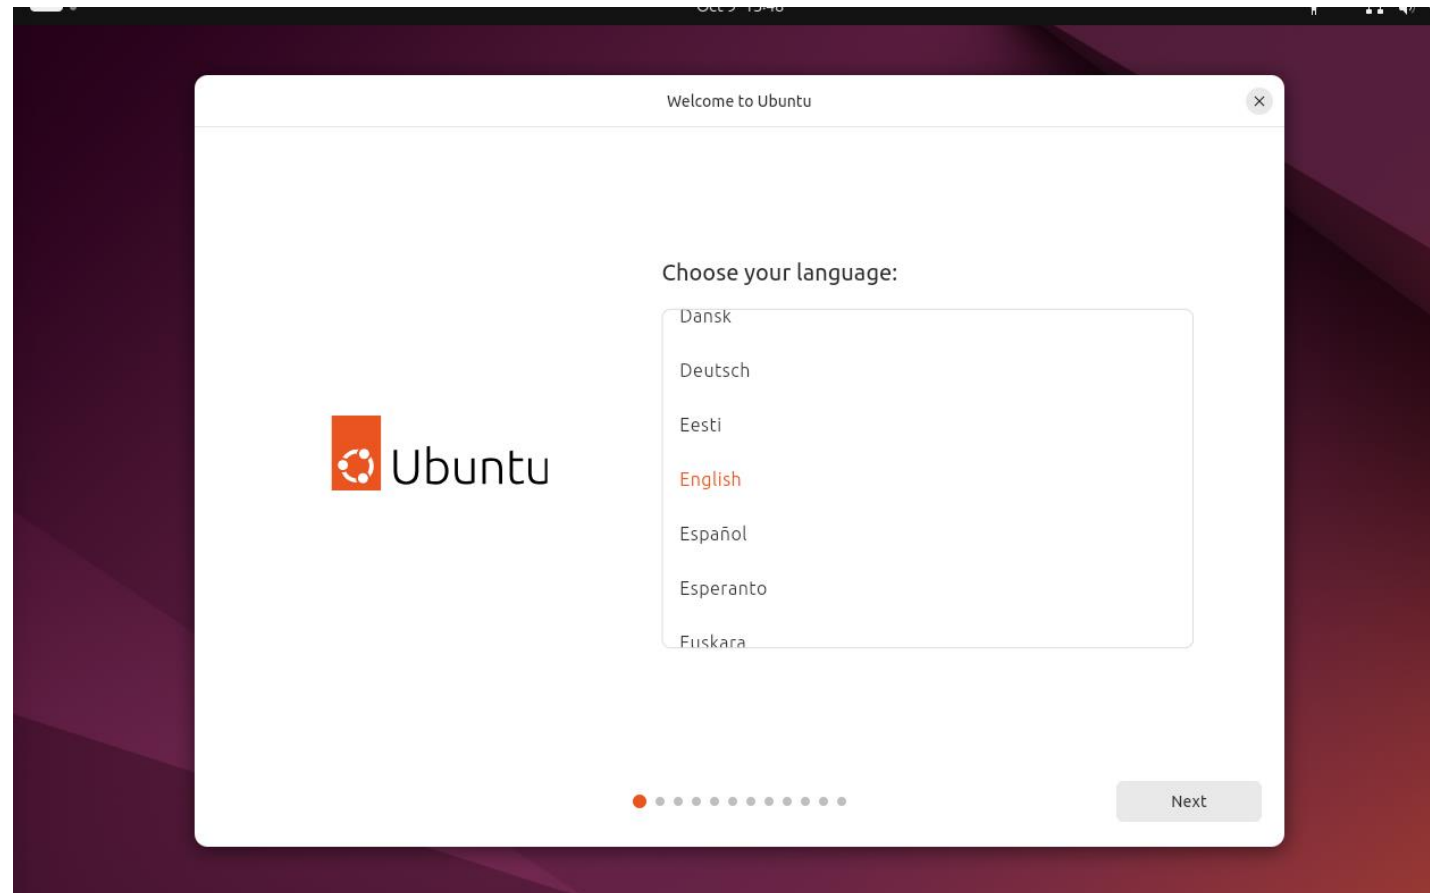 Welcome to Ubuntu
Choose your language:
Dansk
Deutsch
Eesti
Ubuntu
English
Español
Esperanto
Euskara
Next